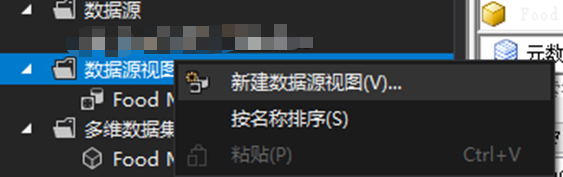 数据源
Food
数据源视图
元数
新建数据源视图(V)...
Food M
按名称排序(S)
多维数据集
Food M
粘贴(P) Ctrl+V